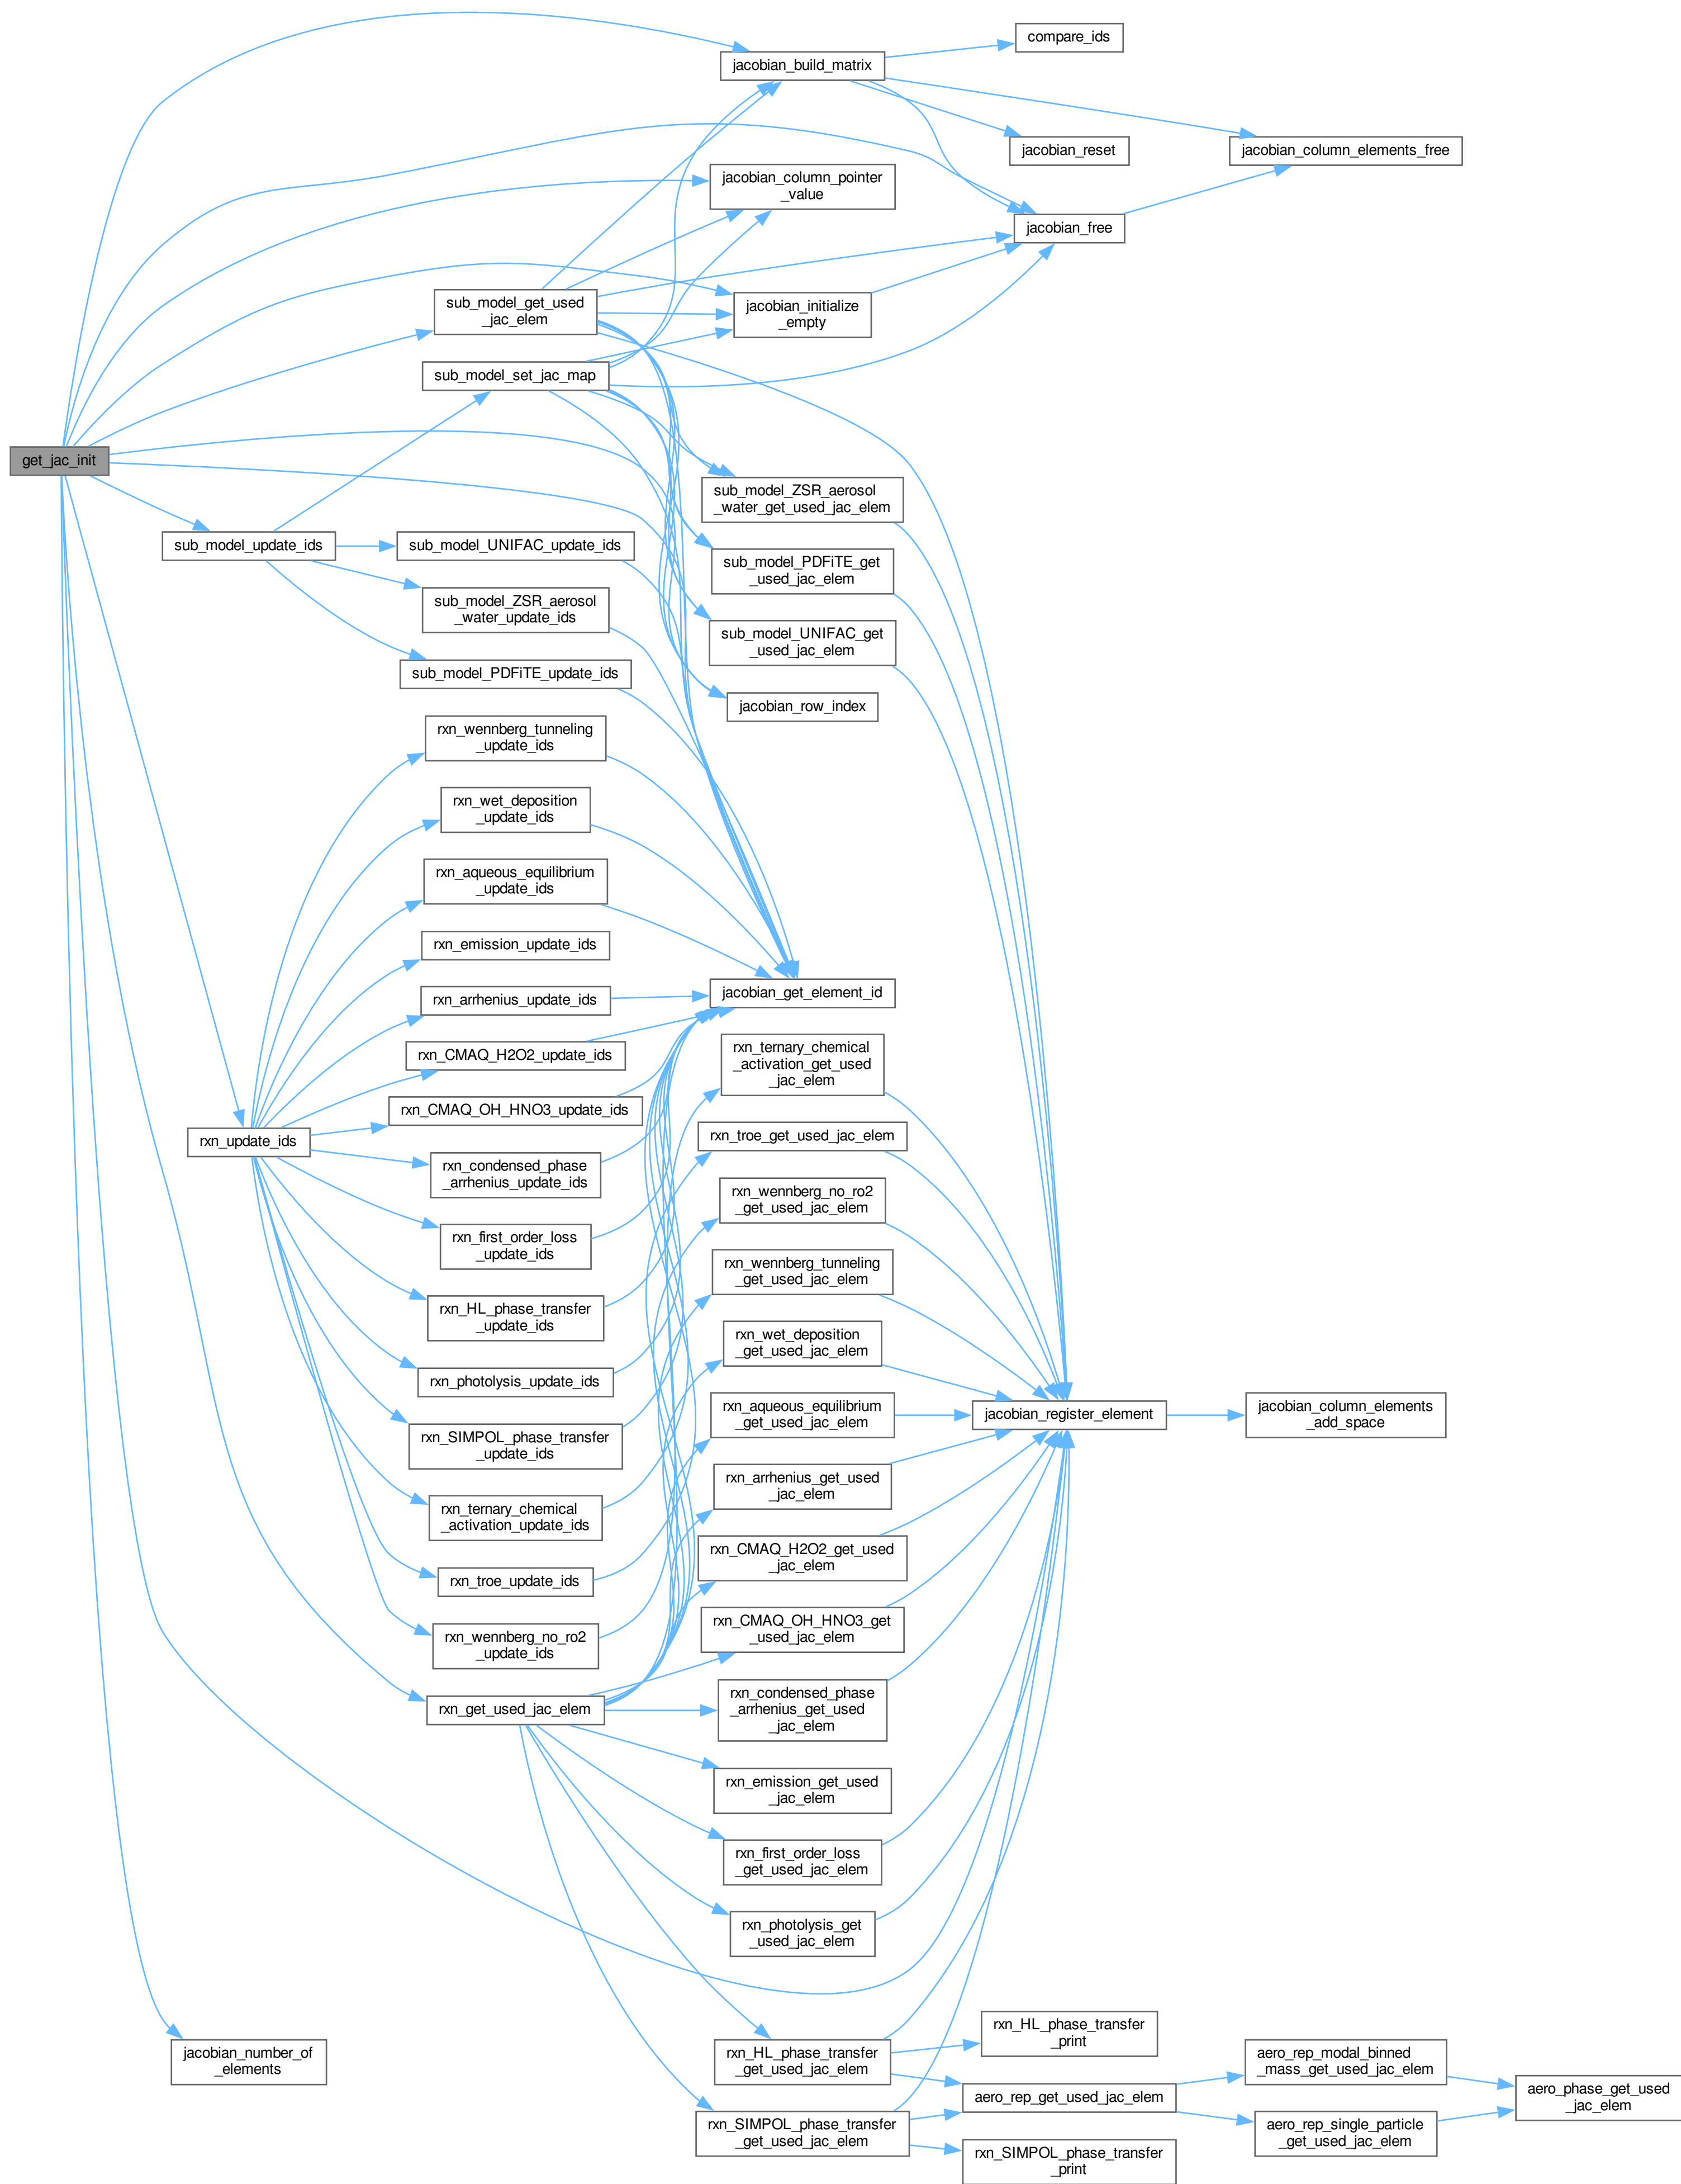 compare_ids
jacobian_build_matrix
jacobian_reset
jacobian_column_elements_free
jacobian_column_pointer
_value
jacobian_free
sub_model_get_used
_jac_elem
jacobian_initialize
_empty
sub_model_set_jac_map
get_jac_init
sub_model_ZSR_aerosol
_water_get_used_jac_elem
sub_model_update_ids
sub_model_UNIFAC_update_ids
sub_model_PDFiTE_get
_used_jac_elem
sub_model_ZSR_aerosol
_water_update_ids
sub_model_UNIFAC_get
_used_jac_elem
sub_model_PDFiTE_update_ids
jacobian_row_index
rxn_wennberg_tunneling
_update_ids
rxn_wet_deposition
_update_ids
rxn_aqueous_equilibrium
_update_ids
rxn_emission_update_ids
rxn_arrhenius_update_ids
jacobian_get_element_id
rxn_CMAQ_H2O2_update_ids
rxn_ternary_chemical
_activation_get_used
_jac_elem
rxn_CMAQ_OH_HNO3_update_ids
rxn_update_ids
rxn_troe_get_used_jac_elem
rxn_condensed_phase
_arrhenius_update_ids
rxn_wennberg_no_ro2
_get_used_jac_elem
rxn_first_order_loss
_update_ids
rxn_wennberg_tunneling
_get_used_jac_elem
rxn_HL_phase_transfer
_update_ids
rxn_wet_deposition
_get_used_jac_elem
rxn_photolysis_update_ids
rxn_aqueous_equilibrium
_get_used_jac_elem
jacobian_register_element
jacobian_column_elements
_add_space
rxn_SIMPOL_phase_transfer
_update_ids
rxn_arrhenius_get_used
_jac_elem
rxn_ternary_chemical
_activation_update_ids
rxn_CMAQ_H2O2_get_used
_jac_elem
rxn_troe_update_ids
rxn_CMAQ_OH_HNO3_get
_used_jac_elem
rxn_wennberg_no_ro2
_update_ids
rxn_get_used_jac_elem
rxn_condensed_phase
_arrhenius_get_used
_jac_elem
rxn_emission_get_used
_jac_elem
rxn_first_order_loss
_get_used_jac_elem
rxn_photolysis_get
_used_jac_elem
jacobian_number_of
_elements
rxn_HL_phase_transfer
_get_used_jac_elem
rxn_HL_phase_transfer
_print
aero_rep_modal_binned
_mass_get_used_jac_elem
aero_rep_get_used_jac_elem
aero_phase_get_used
_jac_elem
rxn_SIMPOL_phase_transfer
_get_used_jac_elem
aero_rep_single_particle
_get_used_jac_elem
rxn_SIMPOL_phase_transfer
_print